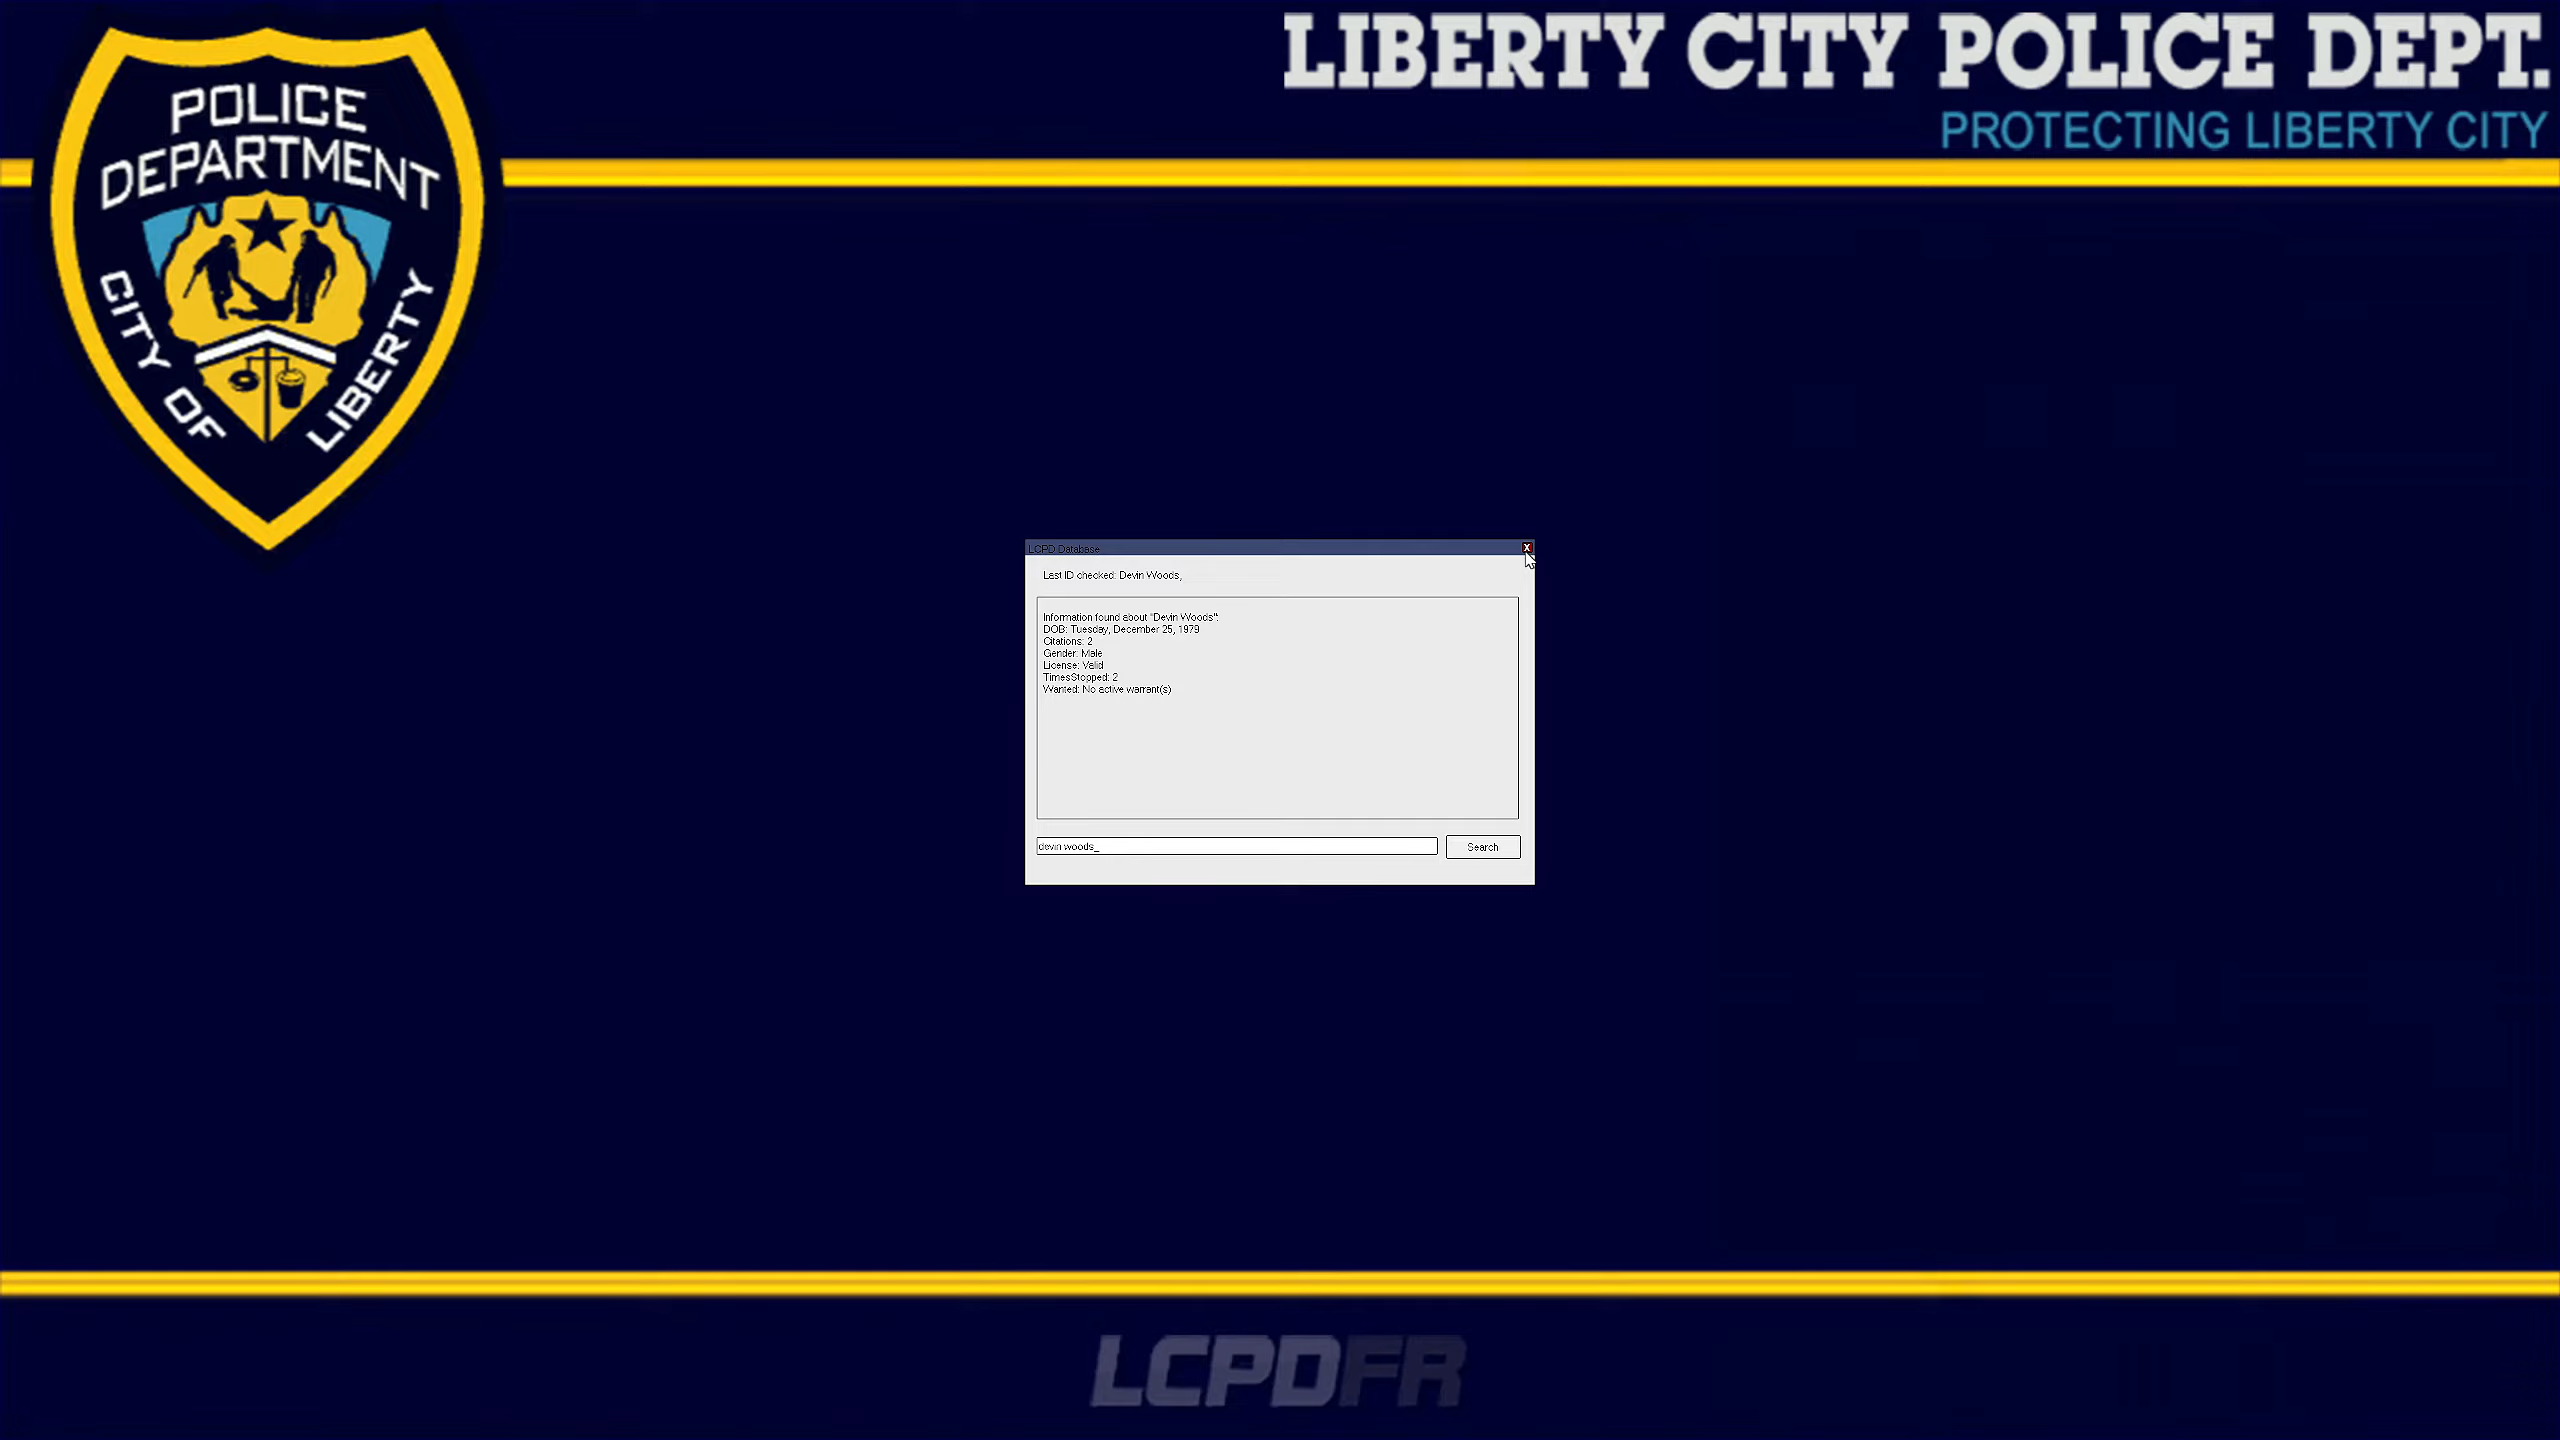 POLICE
DEPARTMENT
CITY OF LIBERTY
LIBERTY CITY POLICE DEPT.
PROTECTING LIBERTY CITY
LCPD Database
X
Last ID checked: Devin Woods,
Information found about "Devin Woods":
DOB: Tuesday, December 25, 1979
Citations: 2
Gender: Male
License: Valid
TimesStopped: 2
Wanted: No active warrant(s)
devin woods_
Search
LCPDFR